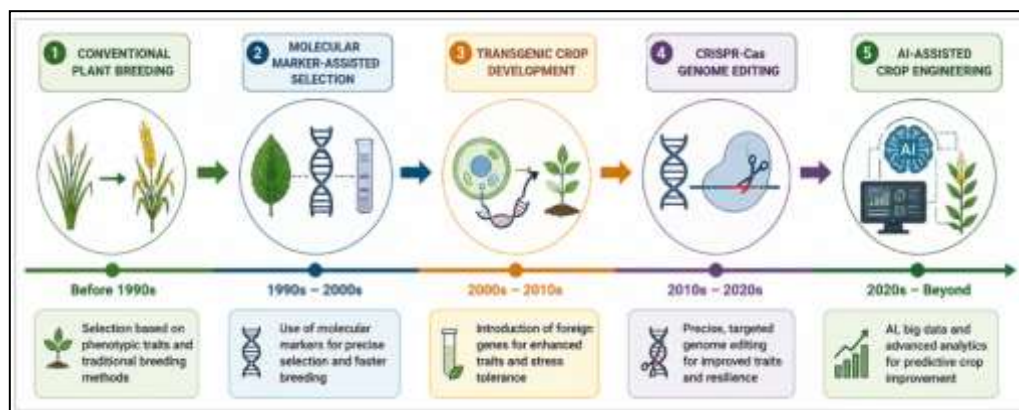 1
CONVENTIONAL
PLANT BREEDING
2
MOLECULAR
MARKER-ASSISTED
SELECTION
3
TRANSGENIC CROP
DEVELOPMENT
4
CRISPR-Cas
GENOME EDITING
5
AI-ASSISTED
CROP ENGINEERING
AI
Before 1990s
1990s – 2000s
2000s – 2010s
2010s – 2020s
2020s – Beyond
Selection based on
phenotypic traits and
traditional breeding
methods
Use of molecular
markers for precise
selection and faster
breeding
Introduction of foreign
genes for enhanced
traits and stress
tolerance
Precise, targeted
genome editing
for improved traits
and resilience
AI, big data and
advanced analytics
for predictive crop
improvement